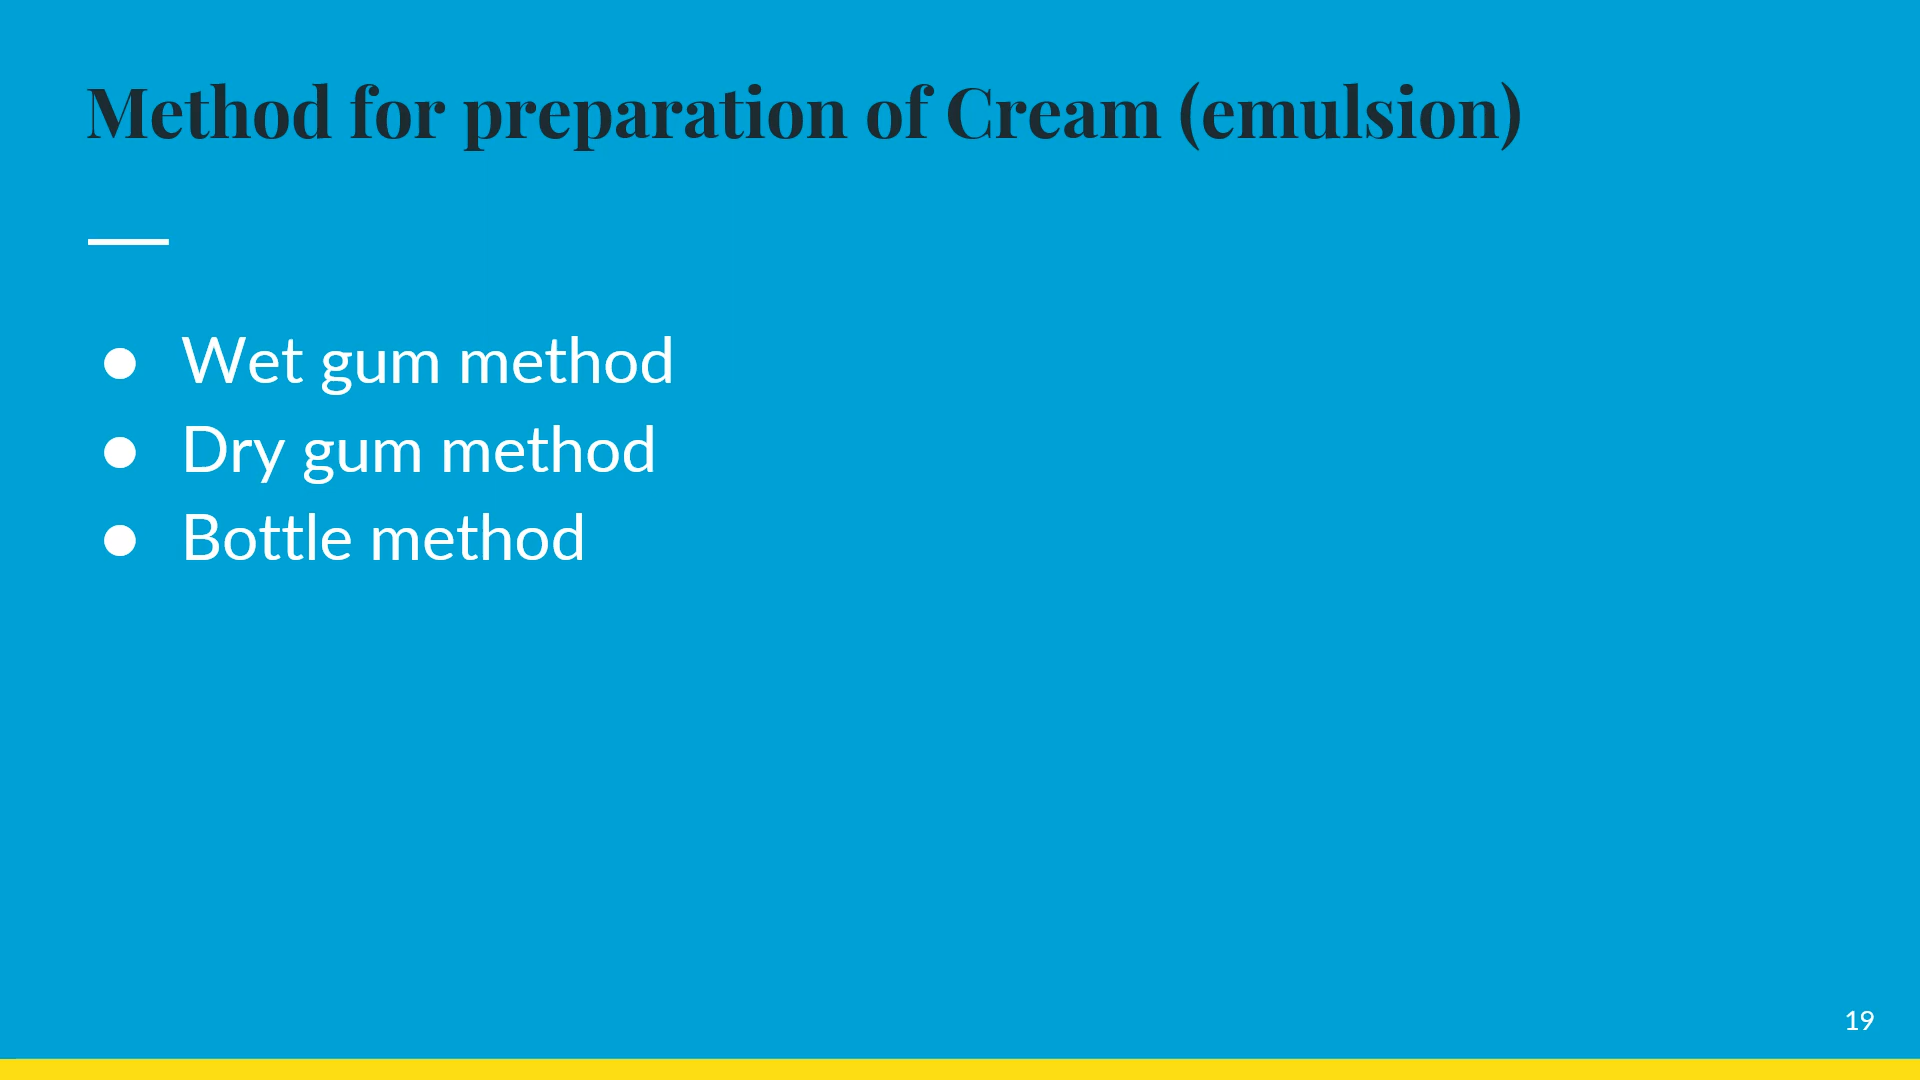 Method for preparation of Cream (emulsion)
● Wet gum method
● Dry gum method
● Bottle method
19